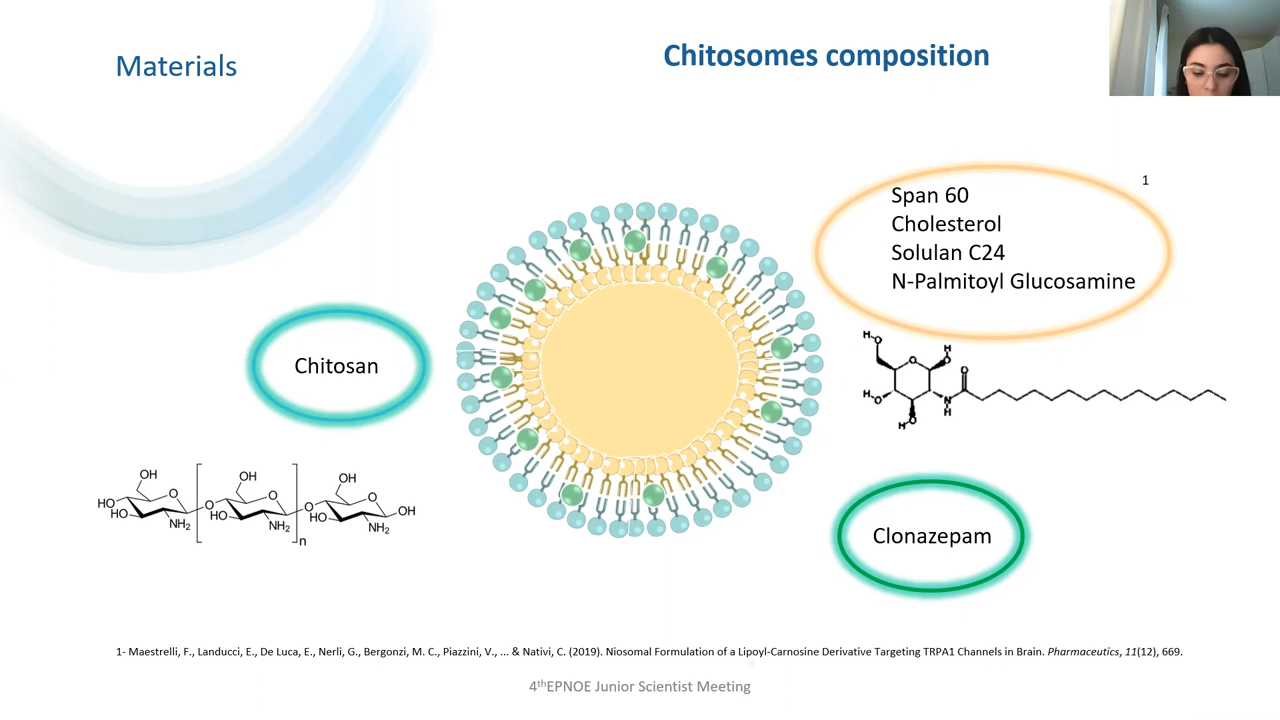 Materials
Chitosomes composition
1
Span 60
Cholesterol
Solulan C24
N-Palmitoyl Glucosamine
Chitosan
H
O
O
H
O
H
O
H
O
N
H
O
H
OH
O
HO
HO
NH2
O
OH
O
HO
NH2
n
O
OH
O
HO
NH2
OH
Clonazepam
1- Maestrelli, F., Landucci, E., De Luca, E., Nerli, G., Bergonzi, M. C., Piazzini, V., ... & Nativi, C. (2019). Niosomal Formulation of a Lipoyl-Carnosine Derivative Targeting TRPA1 Channels in Brain. Pharmaceutics, 11(12), 669.
4thEPNOE Junior Scientist Meeting